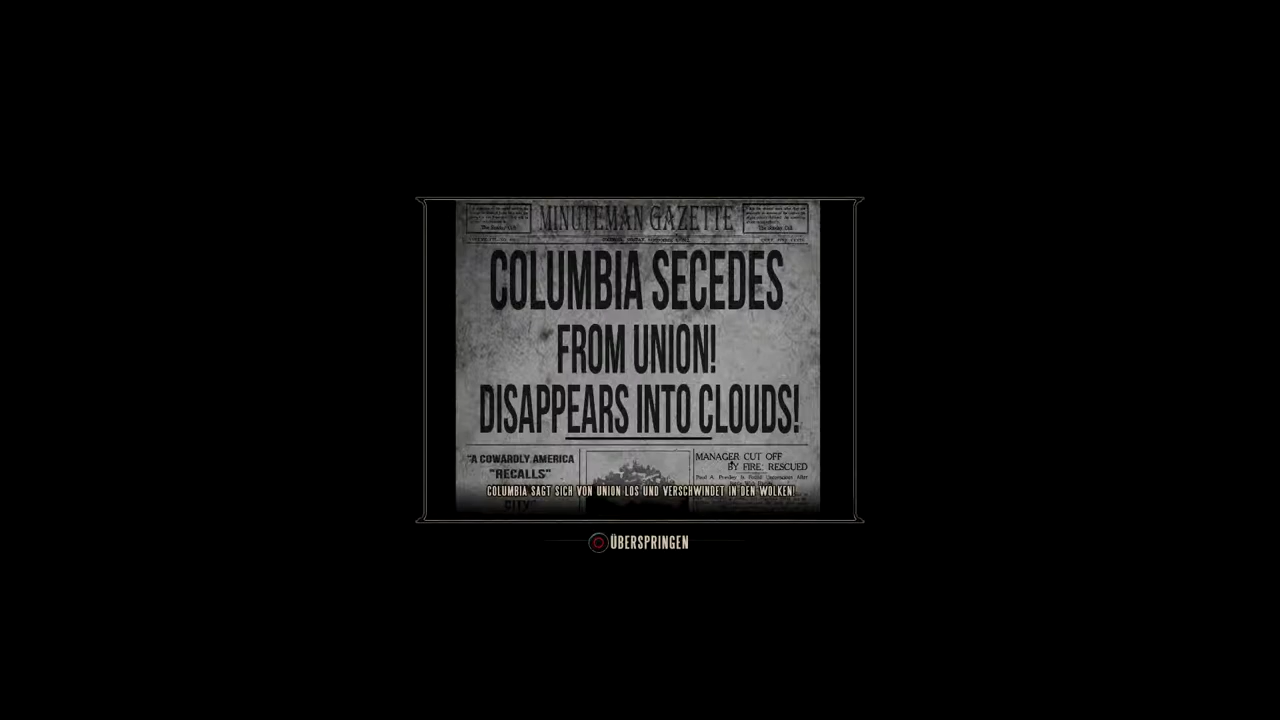 MINUTEMAN GAZETTE
COLUMBIA SECEDES
FROM UNION!
DISAPPEARS INTO CLOUDS!
"A COWARDLY AMERICA
"RECALLS"
CITY"
MANAGER CUT OFF
BY FIRE; RESCUED
COLUMBIA SAGT SICH VON UNION LOS UND VERSCHWINDET IN DEN WOLKEN!
ÜBERSPRINGEN